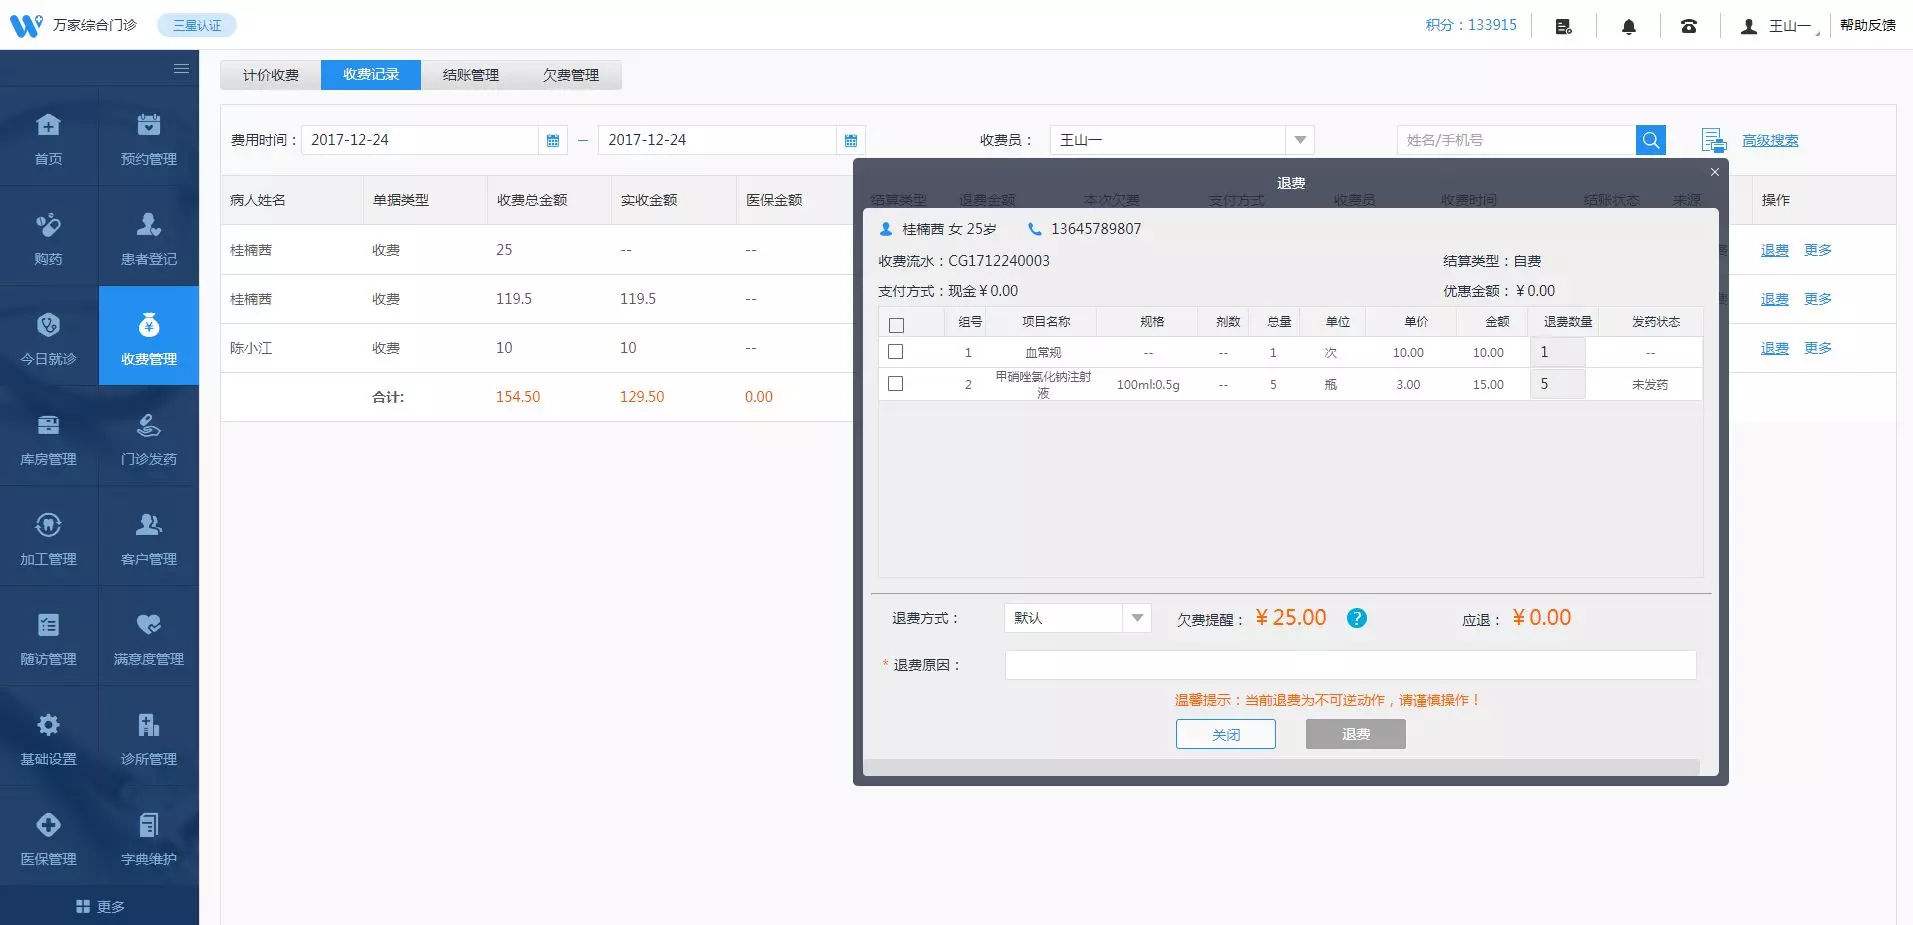 万家综合门诊 三星认证 积分：133915 王山一 帮助反馈
计价收费 收费记录 结账管理 欠费管理
首页 预约管理
购药 患者登记
今日就诊 收费管理
库房管理 门诊发药
加工管理 客户管理
随访管理 满意度管理
基础设置 诊所管理
医保管理 字典维护
更多
费用时间： 2017-12-24 — 2017-12-24 收费员： 王山一 姓名/手机号 高级搜索
病人姓名 单据类型 收费总金额 实收金额 医保金额 结算类型 退费金额 本次欠费 支付方式 收费员 收费时间 结账状态 来源 操作
桂楠茜 收费 25 -- -- 退费 更多
桂楠茜 收费 119.5 119.5 -- 退费 更多
陈小江 收费 10 10 -- 退费 更多
合计: 154.50 129.50 0.00
退费 ×
桂楠茜 女 25岁 13645789807
收费流水：CG1712240003 结算类型：自费
支付方式：现金￥0.00 优惠金额：￥0.00
组号 项目名称 规格 剂数 总量 单位 单价 金额 退费数量 发药状态
1 血常规 -- -- 1 次 10.00 10.00 1 --
2 甲硝唑氯化钠注射液 100ml:0.5g -- 5 瓶 3.00 15.00 5 未发药
退费方式： 默认 欠费提醒： ￥25.00 ? 应退： ￥0.00
* 退费原因：
温馨提示：当前退费为不可逆动作，请谨慎操作！
关闭 退费